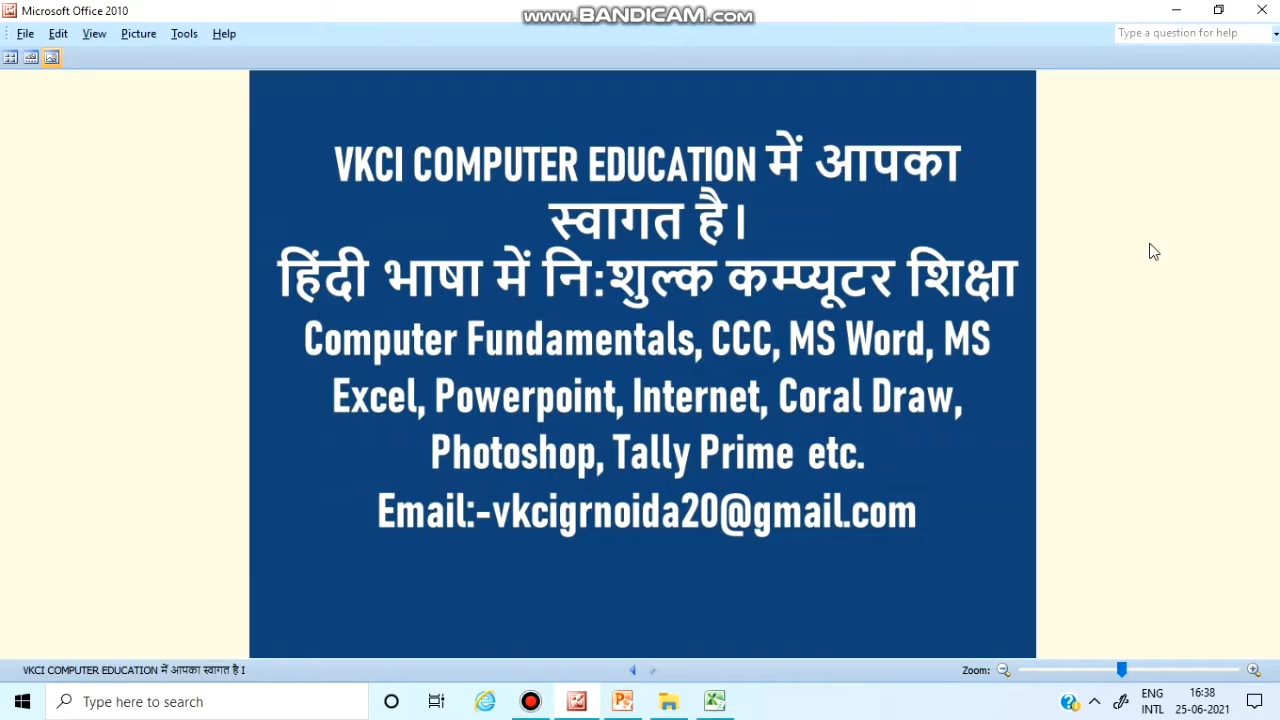 Microsoft Office 2010
www.BANDICAM.com
File Edit View Picture Tools Help
Type a question for help
VKCI COMPUTER EDUCATION में आपका
स्वागत है।
हिंदी भाषा में नि:शुल्क कम्प्यूटर शिक्षा
Computer Fundamentals, CCC, MS Word, MS
Excel, Powerpoint, Internet, Coral Draw,
Photoshop, Tally Prime etc.
Email:-vkcigrnoida20@gmail.com
VKCI COMPUTER EDUCATION में आपका स्वागत है I
Zoom:
Type here to search
ENG
INTL
16:38
25-06-2021